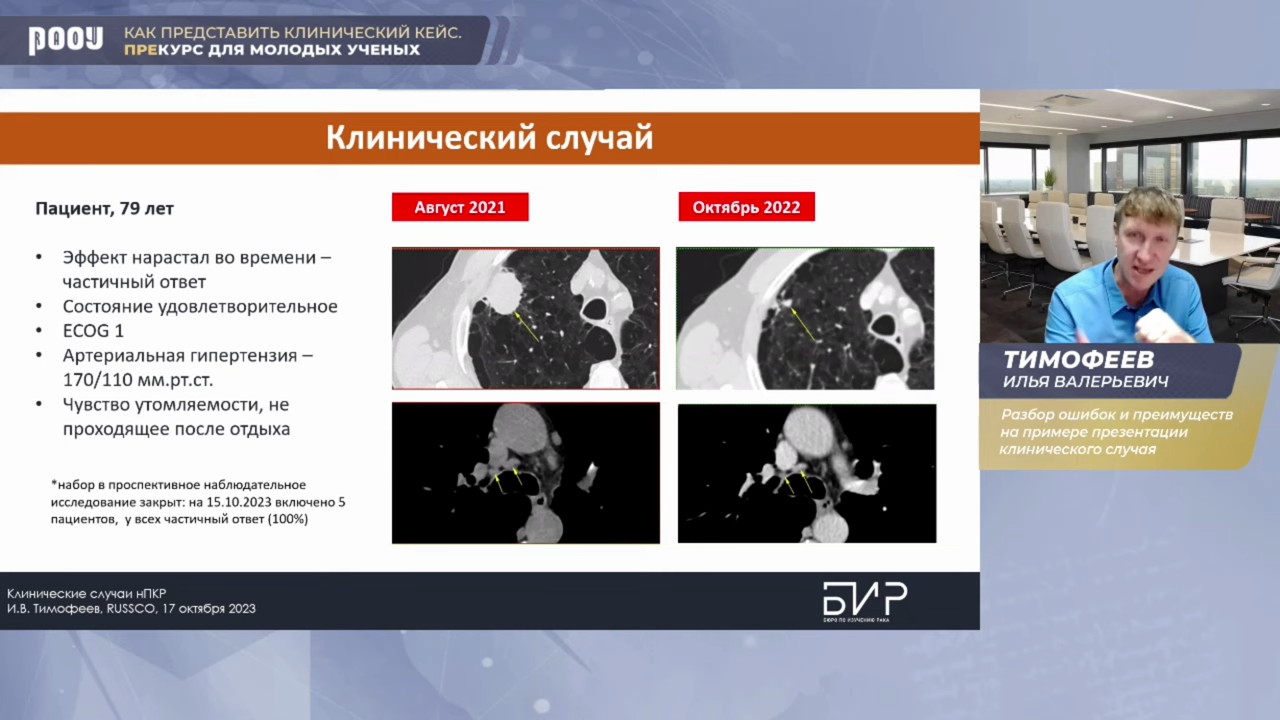 РООУ
КАК ПРЕДСТАВИТЬ КЛИНИЧЕСКИЙ КЕЙС.
ПРЕКУРС ДЛЯ МОЛОДЫХ УЧЕНЫХ
Клинический случай
Пациент, 79 лет
• Эффект нарастал во времени –
частичный ответ
• Состояние удовлетворительное
• ECOG 1
• Артериальная гипертензия –
170/110 мм.рт.ст.
• Чувство утомляемости, не
проходящее после отдыха
*набор в проспективное наблюдательное
исследование закрыт: на 15.10.2023 включено 5
пациентов, у всех частичный ответ (100%)
Август 2021
Октябрь 2022
Клинические случаи нПКР
И.В. Тимофеев, RUSSCO, 17 октября 2023
БИР
БЮРО ПО ИЗУЧЕНИЮ РАКА
ТИМОФЕЕВ
ИЛЬЯ ВАЛЕРЬЕВИЧ
Разбор ошибок и преимуществ
на примере презентации
клинического случая